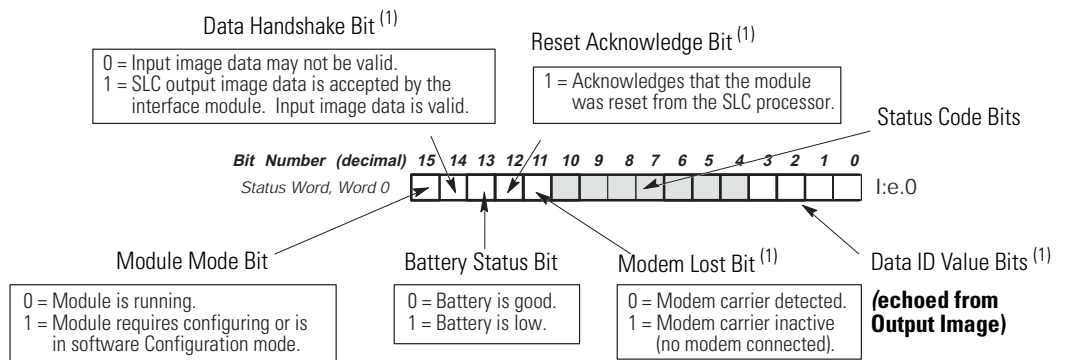 Data Handshake Bit (1)
0 = Input image data may not be valid.
1 = SLC output image data is accepted by the
interface module. Input image data is valid.
Reset Acknowledge Bit (1)
1 = Acknowledges that the module
was reset from the SLC processor.
Status Code Bits
Bit Number (decimal) 15 14 13 12 11 10 9 8 7 6 5 4 3 2 1 0
Status Word, Word 0
I:e.0
Module Mode Bit
0 = Module is running.
1 = Module requires configuring or is
in software Configuration mode.
Battery Status Bit
0 = Battery is good.
1 = Battery is low.
Modem Lost Bit (1)
0 = Modem carrier detected.
1 = Modem carrier inactive
(no modem connected).
Data ID Value Bits (1)
(echoed from
Output Image)